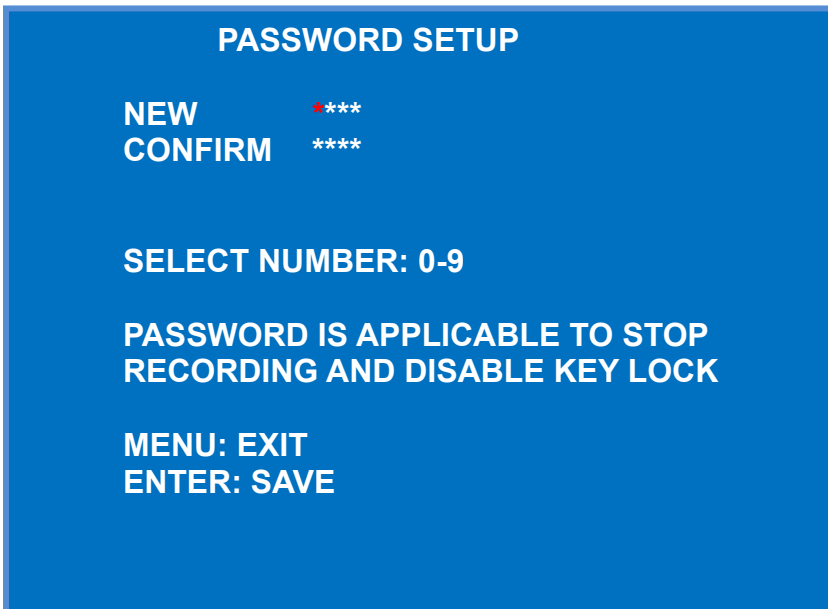 PASSWORD SETUP
NEW ****
CONFIRM ****
SELECT NUMBER: 0-9
PASSWORD IS APPLICABLE TO STOP
RECORDING AND DISABLE KEY LOCK
MENU: EXIT
ENTER: SAVE